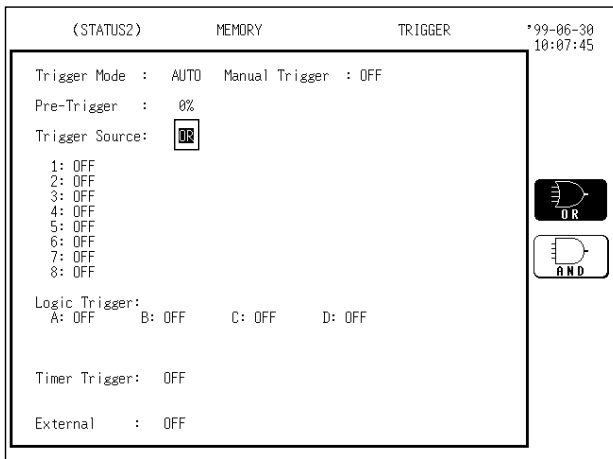 (STATUS2) MEMORY TRIGGER '99-06-30
10:07:45
Trigger Mode : AUTO Manual Trigger : OFF
Pre-Trigger : 0%
Trigger Source: OR
1: OFF
2: OFF
3: OFF
4: OFF
5: OFF
6: OFF
7: OFF
8: OFF
OR
AND
Logic Trigger:
A: OFF B: OFF C: OFF D: OFF
Timer Trigger: OFF
External : OFF